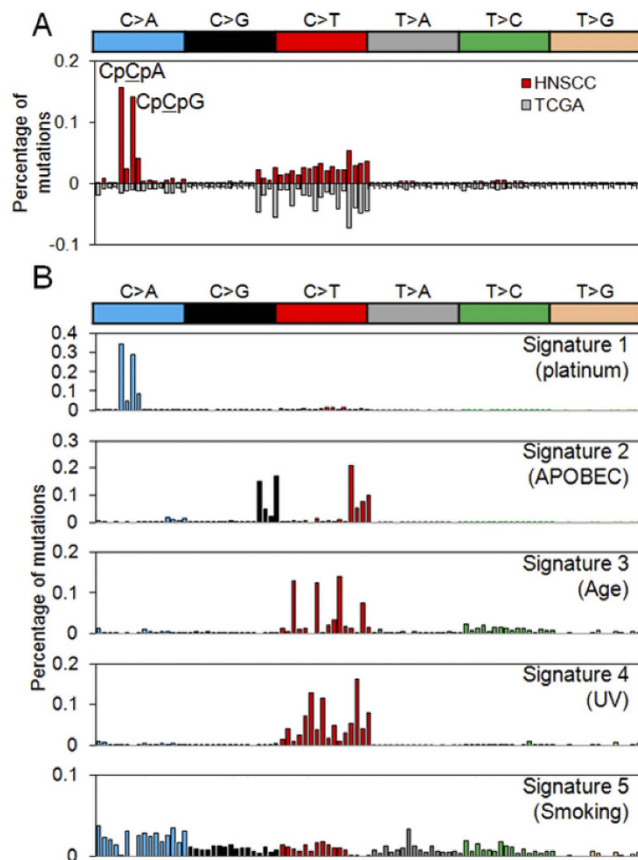 A
C>A C>G C>T T>A T>C T>G
0.2
CpCpA
CpCpG
HNSCC
TCGA
0.1
0
-0.1
Percentage of
mutations
B
C>A C>G C>T T>A T>C T>G
0.4
0.3
0.2
0.1
0
Signature 1
(platinum)
0.3
0.2
0.1
0
Signature 2
(APOBEC)
0.2
0.1
0
Signature 3
(Age)
0.2
0.1
0
Signature 4
(UV)
0.1
0
Signature 5
(Smoking)
Percentage of mutations